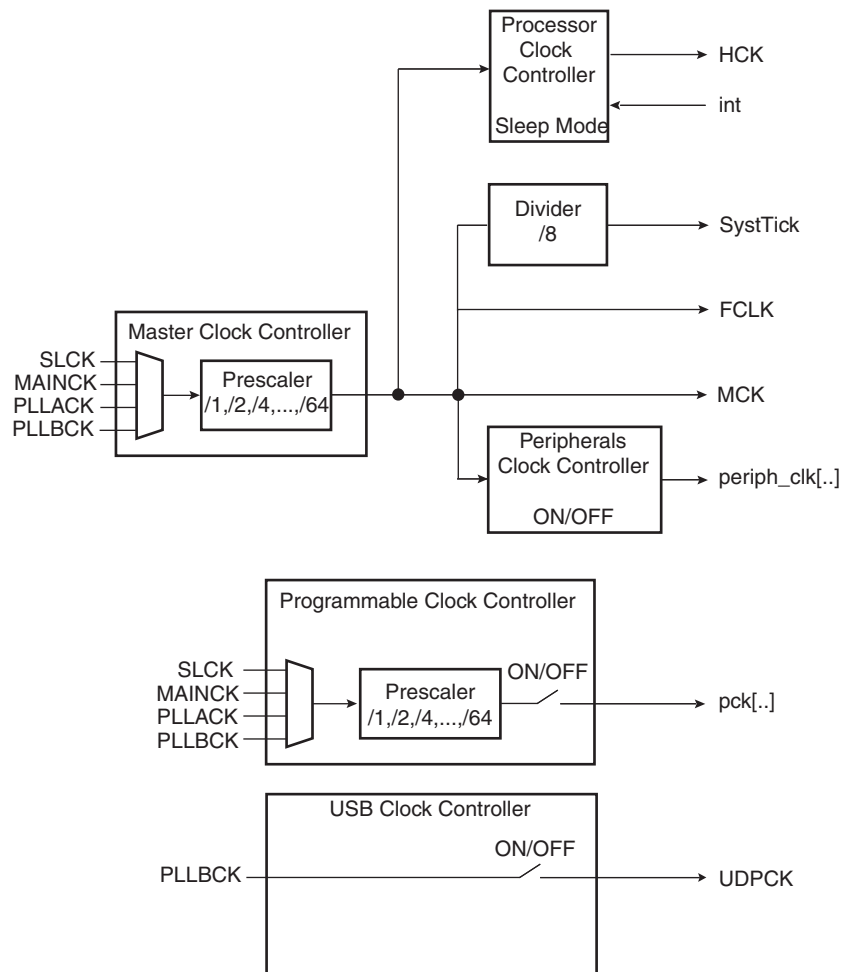 Processor
Clock
Controller
Sleep Mode
HCK
int
Divider
/8
SystTick
FCLK
Master Clock Controller
SLCK
MAINCK
PLLACK
PLLBCK
Prescaler
/1,/2,/4,...,/64
MCK
Peripherals
Clock Controller
ON/OFF
periph_clk[..]
Programmable Clock Controller
SLCK
MAINCK
PLLACK
PLLBCK
Prescaler
/1,/2,/4,...,/64
ON/OFF
pck[..]
USB Clock Controller
PLLBCK
ON/OFF
UDPCK